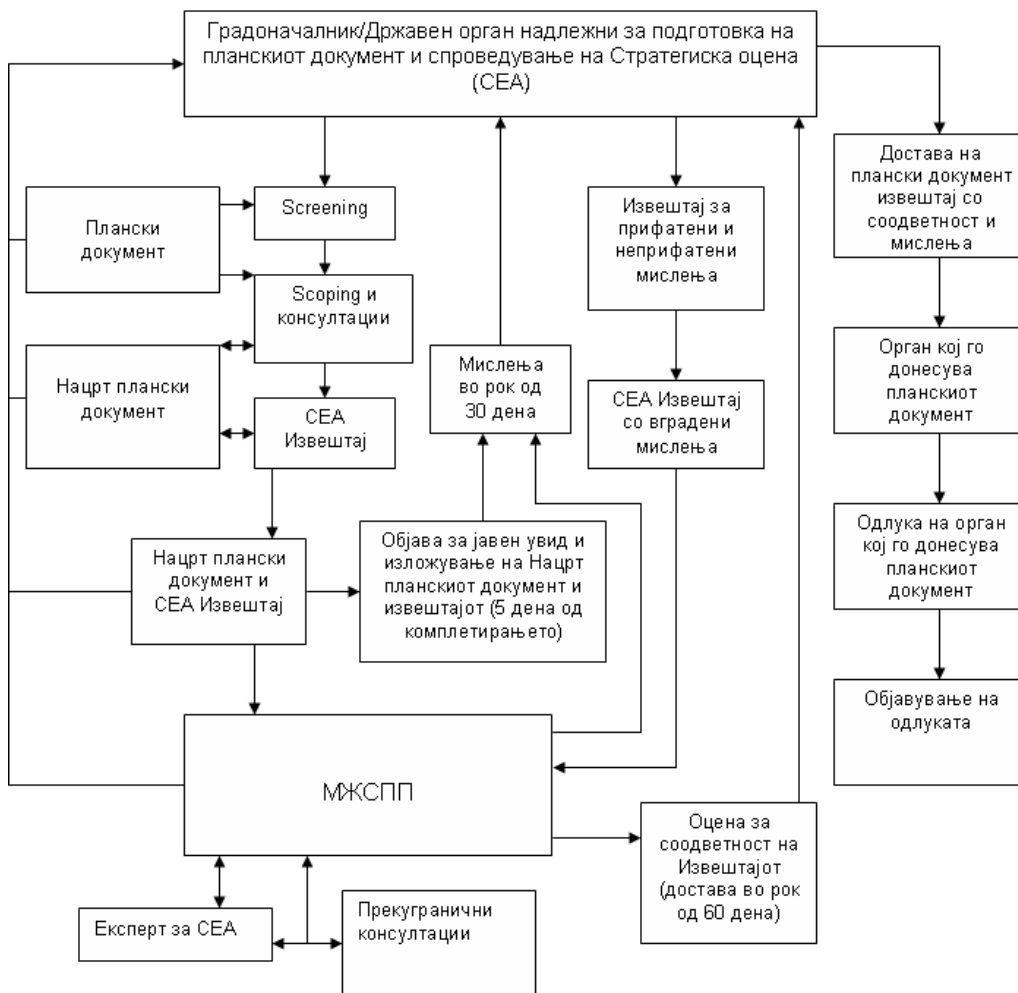 Градоначалник/Државен орган надлежни за подготовка на
планскиот документ и спроведување на Стратегиска оцена
(СЕА)
Плански
документ
Screening
Scoping и
консултации
Нацрт плански
документ
СЕА
Извештај
Нацрт плански
документ и
СЕА Извештај
Мислења
во рок од
30 дена
Објава за јавен увид и
изложување на Нацрт
планскиот документ и
извештајот (5 дена од
комплетирањето)
Извештај за
прифатени и
неприфатени
мислења
СЕА Извештај
со вградени
мислења
Достава на
плански документ
извештај со
соодветност и
мислења
Орган кој го
донесува
планскиот
документ
Одлука на орган
кој го донесува
планскиот
документ
Објавување на
одлуката
МЖСПП
Оцена за
соодветност на
Извештајот
(достава во рок
од 60 дена)
Експерт за СЕА
Прекугранични
консултации